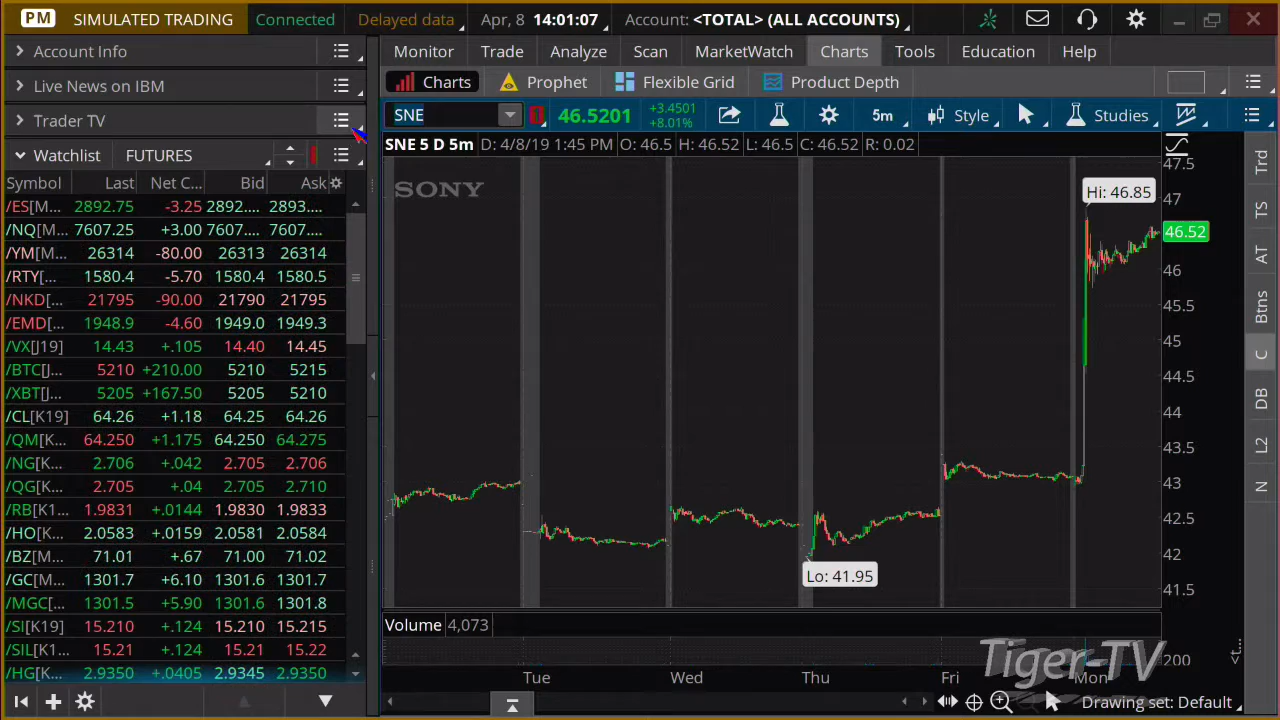 PM SIMULATED TRADING Connected Delayed data Apr, 8 14:01:07 Account: <TOTAL> (ALL ACCOUNTS)
Account Info
Live News on IBM
Trader TV
Watchlist FUTURES
Symbol Last Net C... Bid Ask
/ES[M... 2892.75 -3.25 2892.... 2893....
/NQ[M... 7607.25 +3.00 7607.... 7607....
/YM[M... 26314 -80.00 26313 26314
/RTY[... 1580.4 -5.70 1580.4 1580.5
/NKD[... 21795 -90.00 21790 21795
/EMD[... 1948.9 -4.60 1949.0 1949.3
/VX[J19] 14.43 +.105 14.40 14.45
/BTC[J... 5210 +210.00 5210 5215
/XBT[J... 5205 +167.50 5205 5210
/CL[K19] 64.26 +1.18 64.25 64.26
/QM[K... 64.250 +1.175 64.250 64.275
/NG[K... 2.706 +.042 2.705 2.706
/QG[K... 2.705 +.04 2.705 2.710
/RB[K1... 1.9831 +.0144 1.9830 1.9833
/HO[K... 2.0583 +.0159 2.0581 2.0584
/BZ[M... 71.01 +.67 71.00 71.02
/GC[M... 1301.7 +6.10 1301.6 1301.7
/MGC[... 1301.5 +5.90 1301.6 1301.8
/SI[K19] 15.210 +.124 15.210 15.215
/SIL[K1... 15.21 +.124 15.21 15.22
/HG[K... 2.9350 +.0405 2.9345 2.9350
Monitor Trade Analyze Scan MarketWatch Charts Tools Education Help
Charts Prophet Flexible Grid Product Depth
SNE 46.5201 +3.4501 +8.01% 5m Style Studies
SNE 5 D 5m D: 4/8/19 1:45 PM O: 46.5 H: 46.52 L: 46.5 C: 46.52 R: 0.02
SONY
Hi: 46.85
Lo: 41.95
47.5
47
46.52
46
45.5
45
44.5
44
43.5
43
42.5
42
41.5
Volume 4,073
200
Tiger-TV
Tue Wed Thu Fri Mon
Drawing set: Default
Trd
TS
AT
Btns
C
DB
L2
N